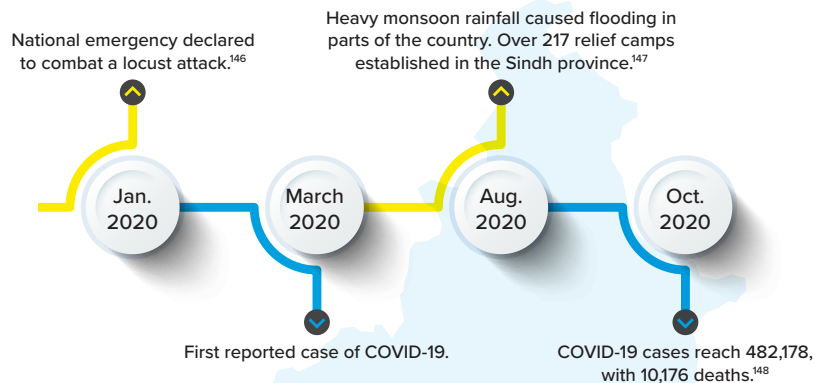 National emergency declared
to combat a locust attack.146
Heavy monsoon rainfall caused flooding in
parts of the country. Over 217 relief camps
established in the Sindh province.147
Jan.
2020
March
2020
Aug.
2020
Oct.
2020
First reported case of COVID-19.
COVID-19 cases reach 482,178,
with 10,176 deaths.148